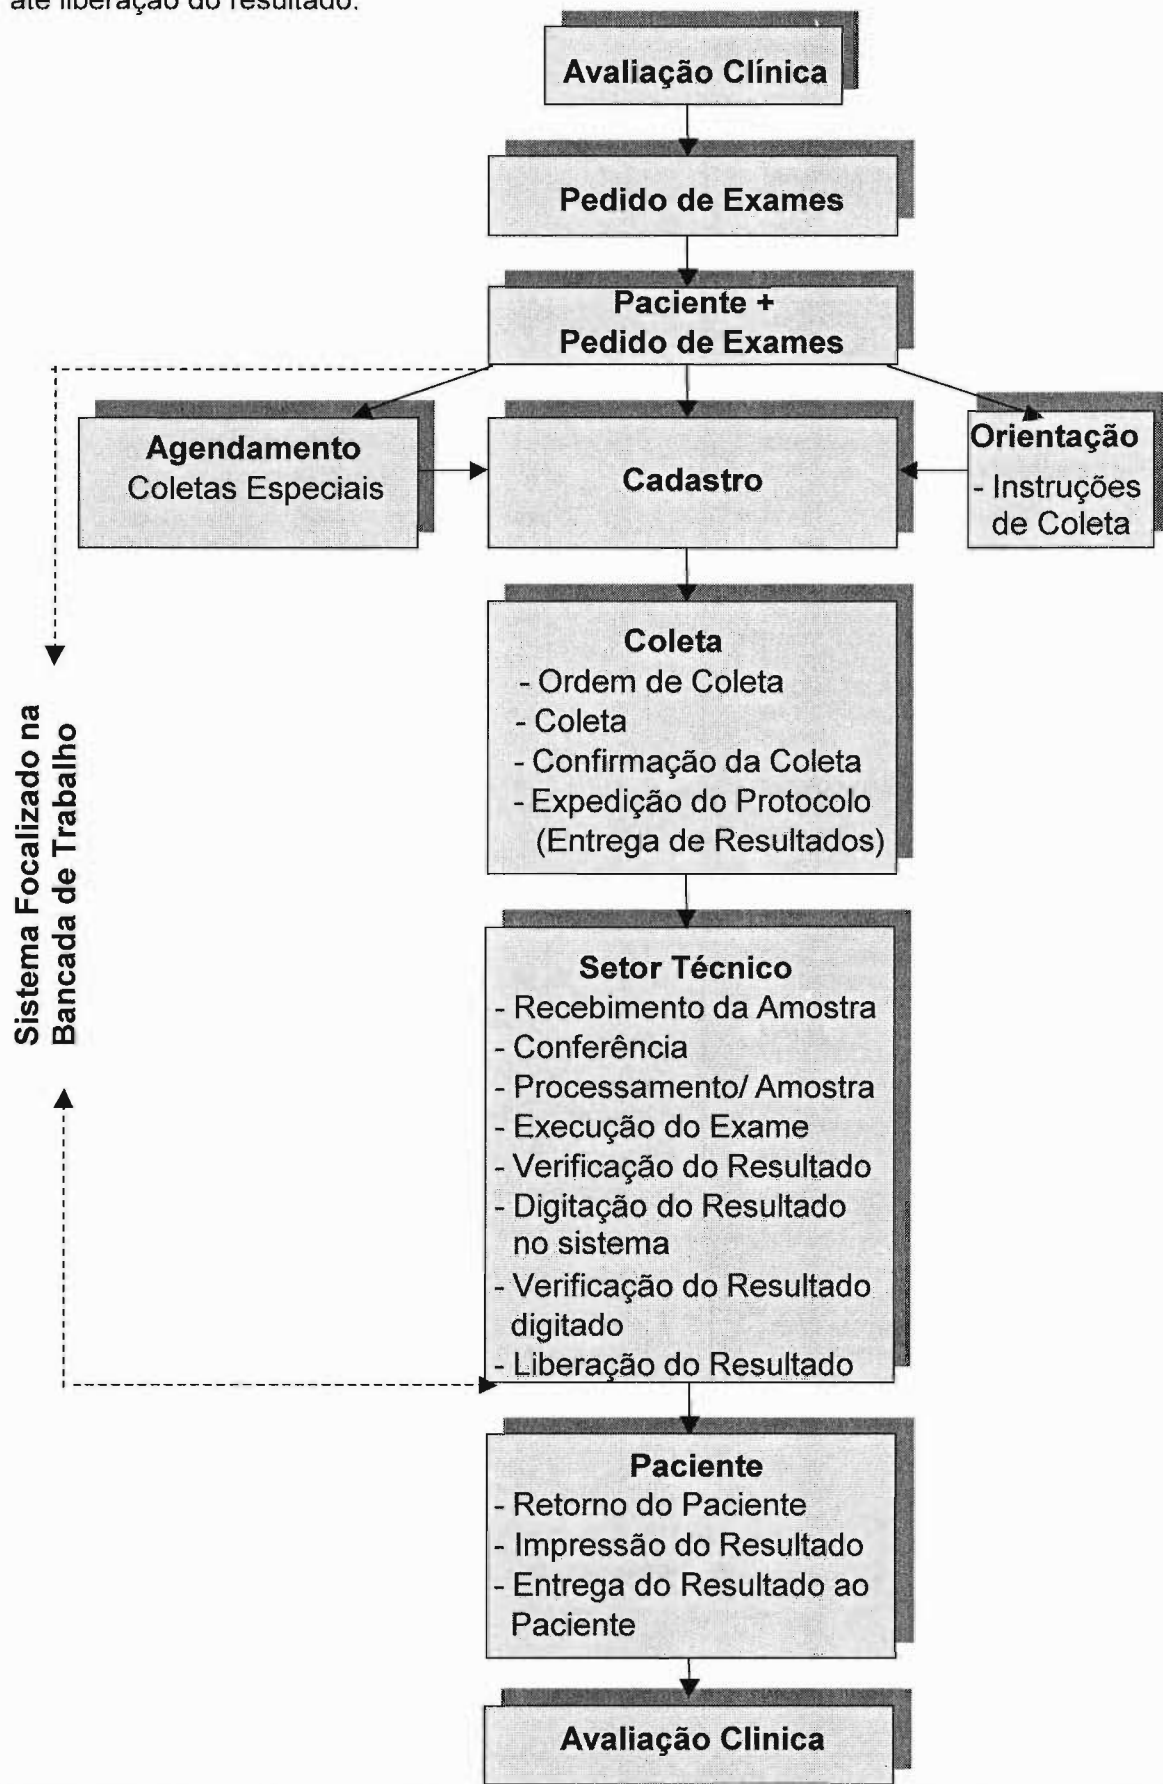 até liberação do resultado.
Avaliação Clínica
Pedido de Exames
Paciente +
Pedido de Exames
Agendamento
Coletas Especiais
Cadastro
Orientação
- Instruções
de Coleta
Coleta
- Ordem de Coleta
- Coleta
- Confirmação da Coleta
- Expedição do Protocolo
(Entrega de Resultados)
Sistema Focalizado na
Bancada de Trabalho
Setor Técnico
- Recebimento da Amostra
- Conferência
- Processamento/ Amostra
- Execução do Exame
- Verificação do Resultado
- Digitação do Resultado
no sistema
- Verificação do Resultado
digitado
- Liberação do Resultado
Paciente
- Retorno do Paciente
- Impressão do Resultado
- Entrega do Resultado ao
Paciente
Avaliação Clinica